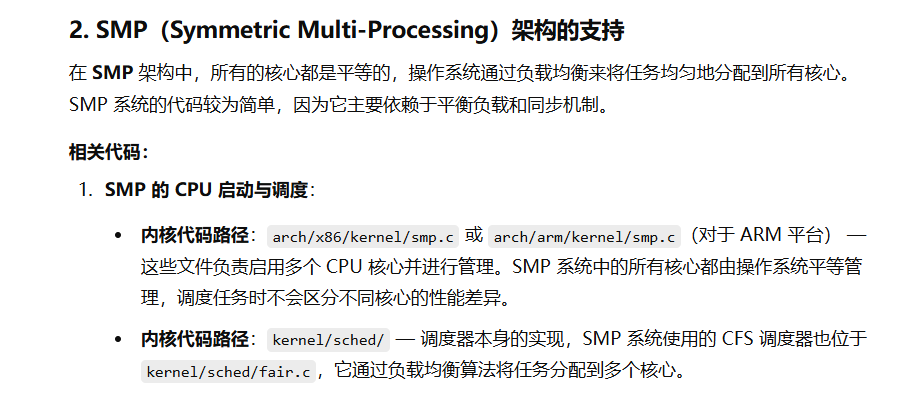 2. SMP（Symmetric Multi-Processing）架构的支持
在 SMP 架构中，所有的核心都是平等的，操作系统通过负载均衡来将任务均匀地分配到所有核心。
SMP 系统的代码较为简单，因为它主要依赖于平衡负载和同步机制。
相关代码：
1. SMP 的 CPU 启动与调度：
• 内核代码路径：arch/x86/kernel/smp.c 或 arch/arm/kernel/smp.c（对于 ARM 平台） —
这些文件负责启用多个 CPU 核心并进行管理。SMP 系统中的所有核心都由操作系统平等管
理，调度任务时不会区分不同核心的性能差异。
• 内核代码路径：kernel/sched/ — 调度器本身的实现，SMP 系统使用的 CFS 调度器也位于
kernel/sched/fair.c，它通过负载均衡算法将任务分配到多个核心。